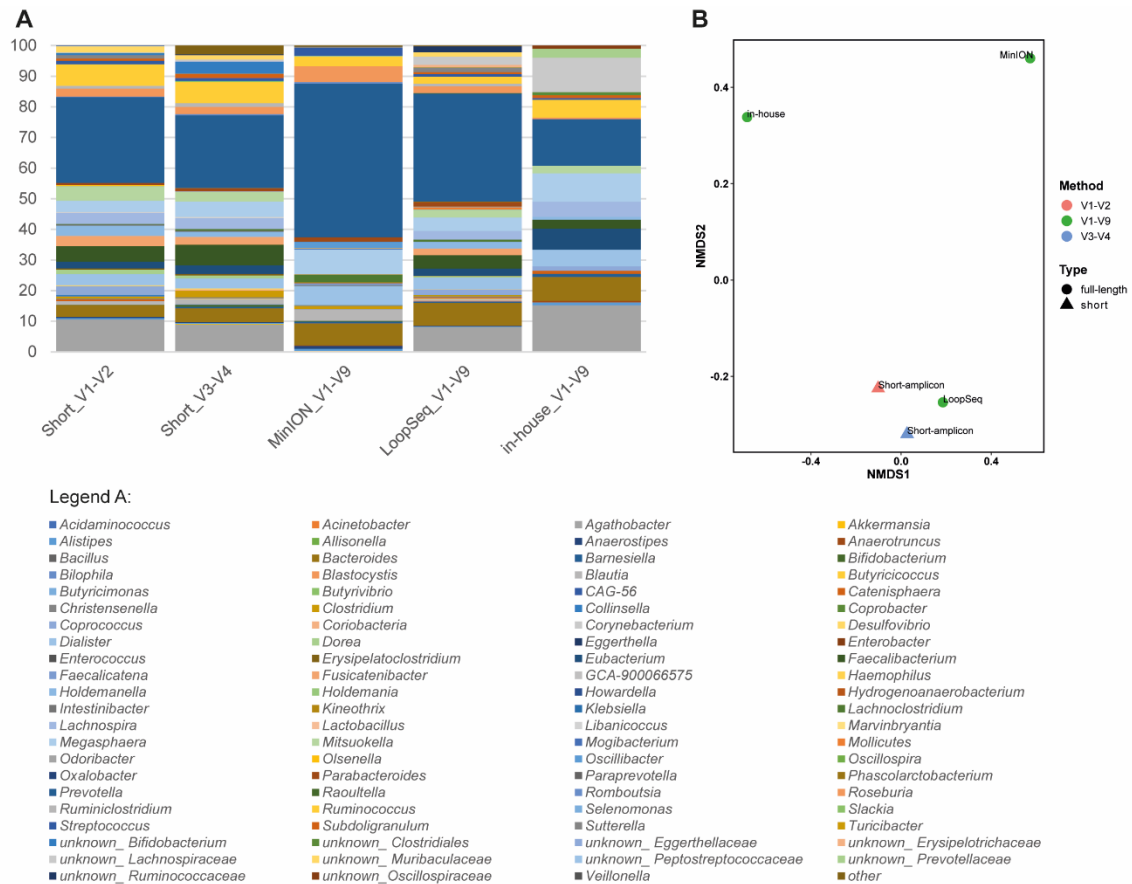 A
B
100
90
80
70
60
50
40
30
20
10
0
Short_V1-V2
Short_V3-V4
MinION_V1-V9
LoopSeq_V1-V9
in-house_V1-V9
0.4
0.2
0.0
-0.2
NMDS2
MinION
in-house
Short-amplicon
LoopSeq
Short-amplicon
-0.4 0.0 0.4
NMDS1
Method
V1-V2
V1-V9
V3-V4
Type
full-length
short
Legend A:
Acidaminococcus Acinetobacter Agathobacter Akkermansia
Alistipes Allisonella Anaerostipes Anaerotruncus
Bacillus Bacteroides Barnesiella Bifidobacterium
Bilophila Blastocystis Blautia Butyricicoccus
Butyricimonas Butyrivibrio CAG-56 Catenisphaera
Christensenella Clostridium Collinsella Coprobacter
Coprococcus Coriobacteria Corynebacterium Desulfovibrio
Dialister Dorea Eggerthella Enterobacter
Enterococcus Erysipelatoclostridium Eubacterium Faecalibacterium
Faecalicatena Fusicatenibacter GCA-900066575 Haemophilus
Holdemanella Holdemania Howardella Hydrogenoanaerobacterium
Intestinibacter Kineothrix Klebsiella Lachnoclostridium
Lachnospira Lactobacillus Libanicoccus Marvinbryantia
Megasphaera Mitsuokella Mogibacterium Mollicutes
Odoribacter Olsenella Oscillibacter Oscillospira
Oxalobacter Parabacteroides Paraprevotella Phascolarctobacterium
Prevotella Raoultella Romboutsia Roseburia
Ruminiclostridium Ruminococcus Selenomonas Slackia
Streptococcus Subdoligranulum Sutterella Turicibacter
unknown_ Bifidobacterium unknown_ Clostridiales unknown_ Eggerthellaceae unknown_ Erysipelotrichaceae
unknown_ Lachnospiraceae unknown_ Muribaculaceae unknown_ Peptostreptococcaceae unknown_ Prevotellaceae
unknown_ Ruminococcaceae unknown_Oscillospiraceae Veillonella other